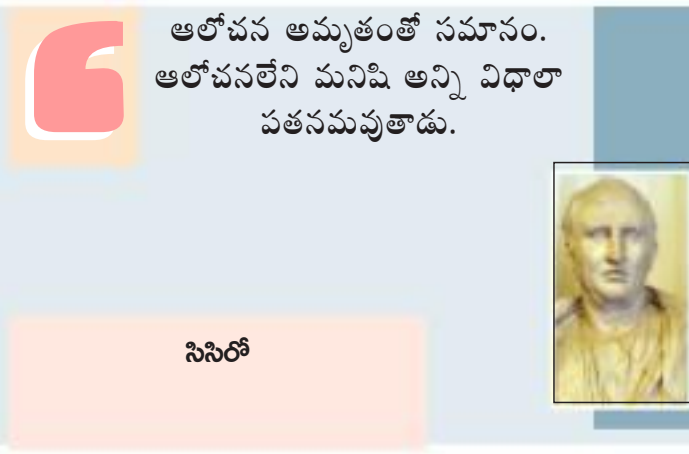 ఆలోచన అమృతంతో సమానం.
ఆలోచనలేని మనిషి అన్ని విధాలా
పతనమవుతాడు.
సిసిరో